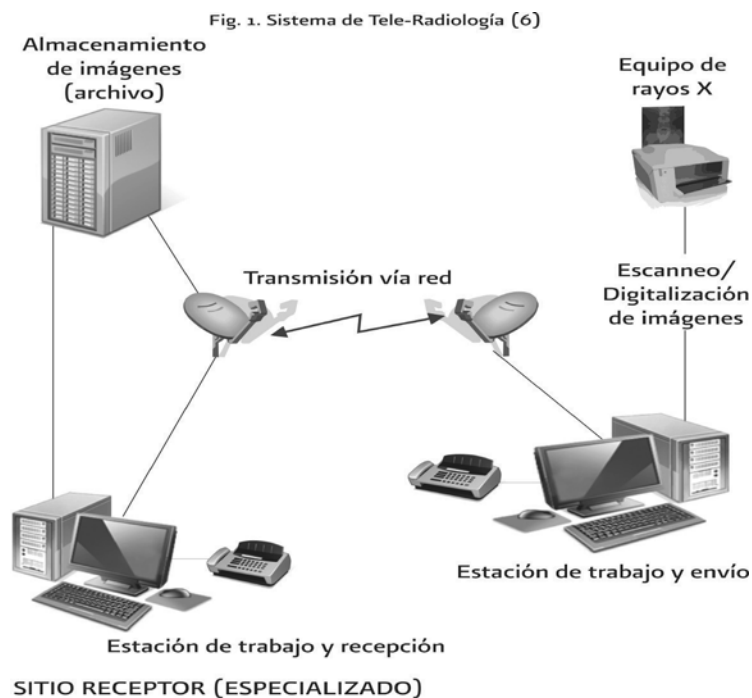 Fig. 1. Sistema de Tele-Radiología (6)
Almacenamiento
de imágenes
(archivo)
Equipo de
rayos X
Transmisión vía red
Escanneo/
Digitalización
de imágenes
Estación de trabajo y envío
Estación de trabajo y recepción
SITIO RECEPTOR (ESPECIALIZADO)